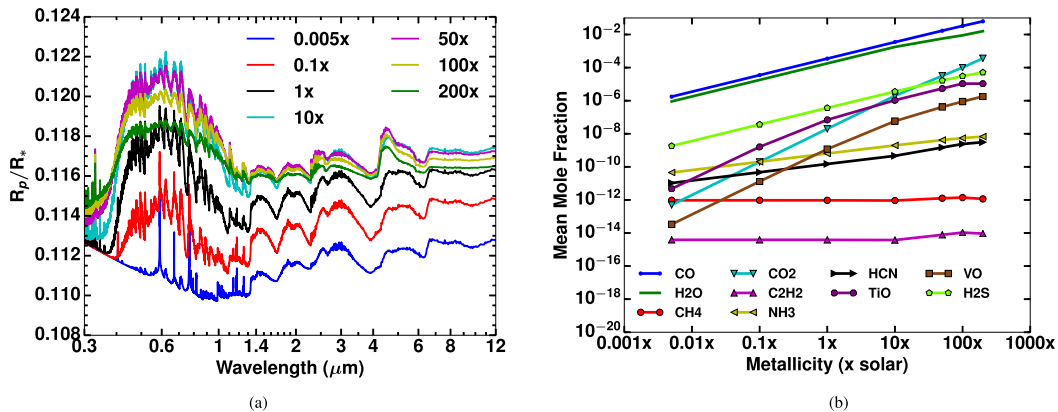 0.124
0.122
0.120
0.118
0.116
0.114
0.112
0.110
0.108
Rp/R*
0.005x
0.1x
1x
10x
50x
100x
200x
0.3 0.6 1 1.4 2 4 6 8 12
Wavelength (μm)
(a)
10^-2
10^-4
10^-6
10^-8
10^-10
10^-12
10^-14
10^-16
10^-18
10^-20
Mean Mole Fraction
CO CO2 HCN VO
H2O C2H2 TiO H2S
CH4 NH3
0.001x 0.01x 0.1x 1x 10x 100x 1000x
Metallicity (x solar)
(b)